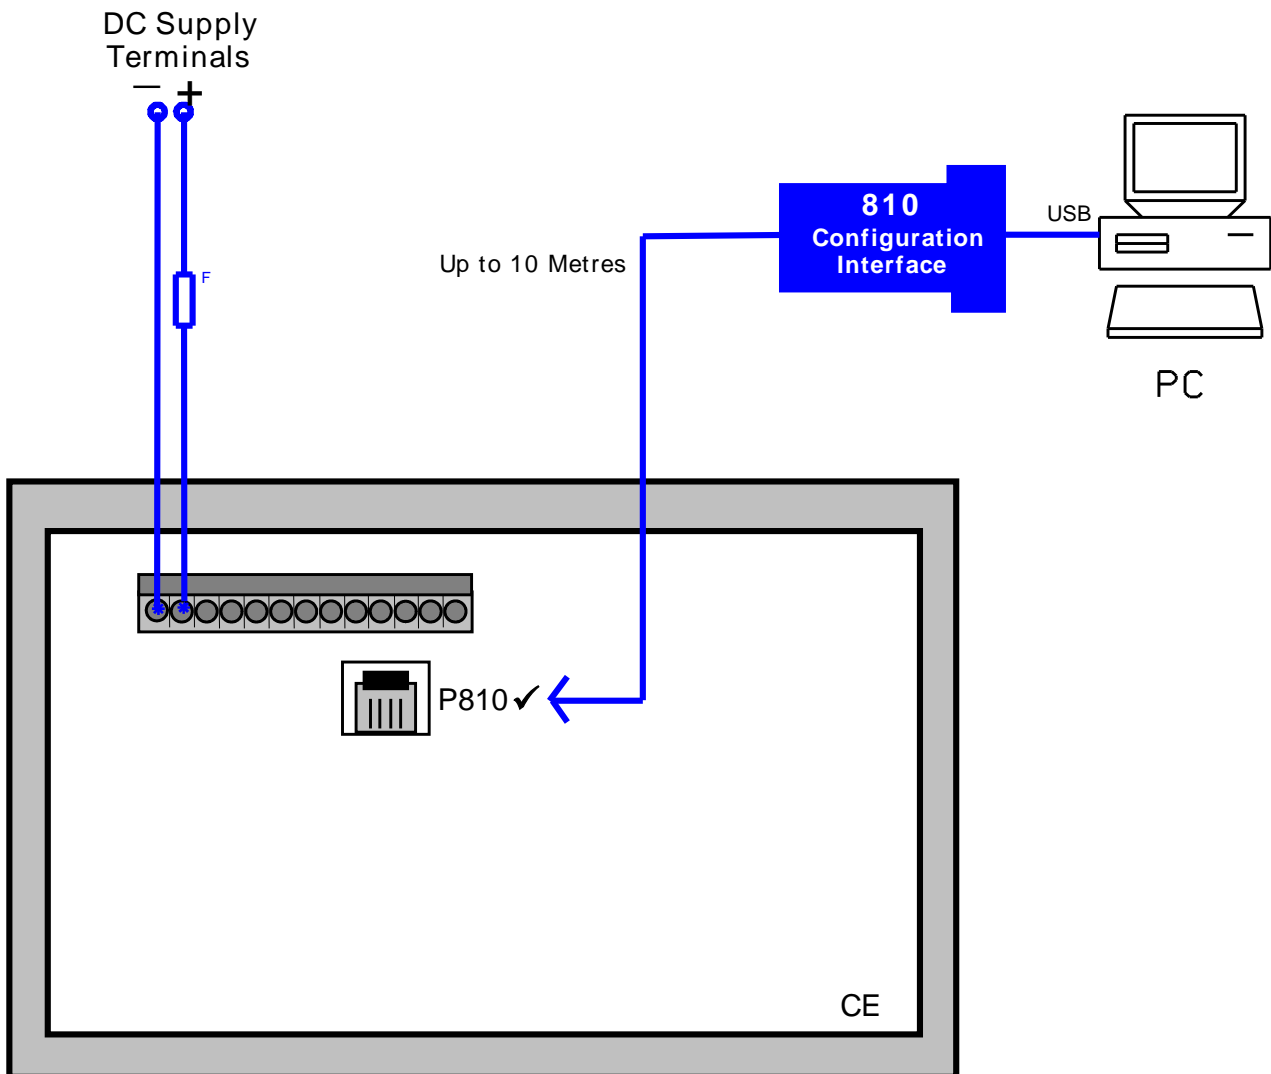 DC Supply
Terminals
— +
F
Up to 10 Metres
810
Configuration
Interface
USB
PC
P810 ✓
CE